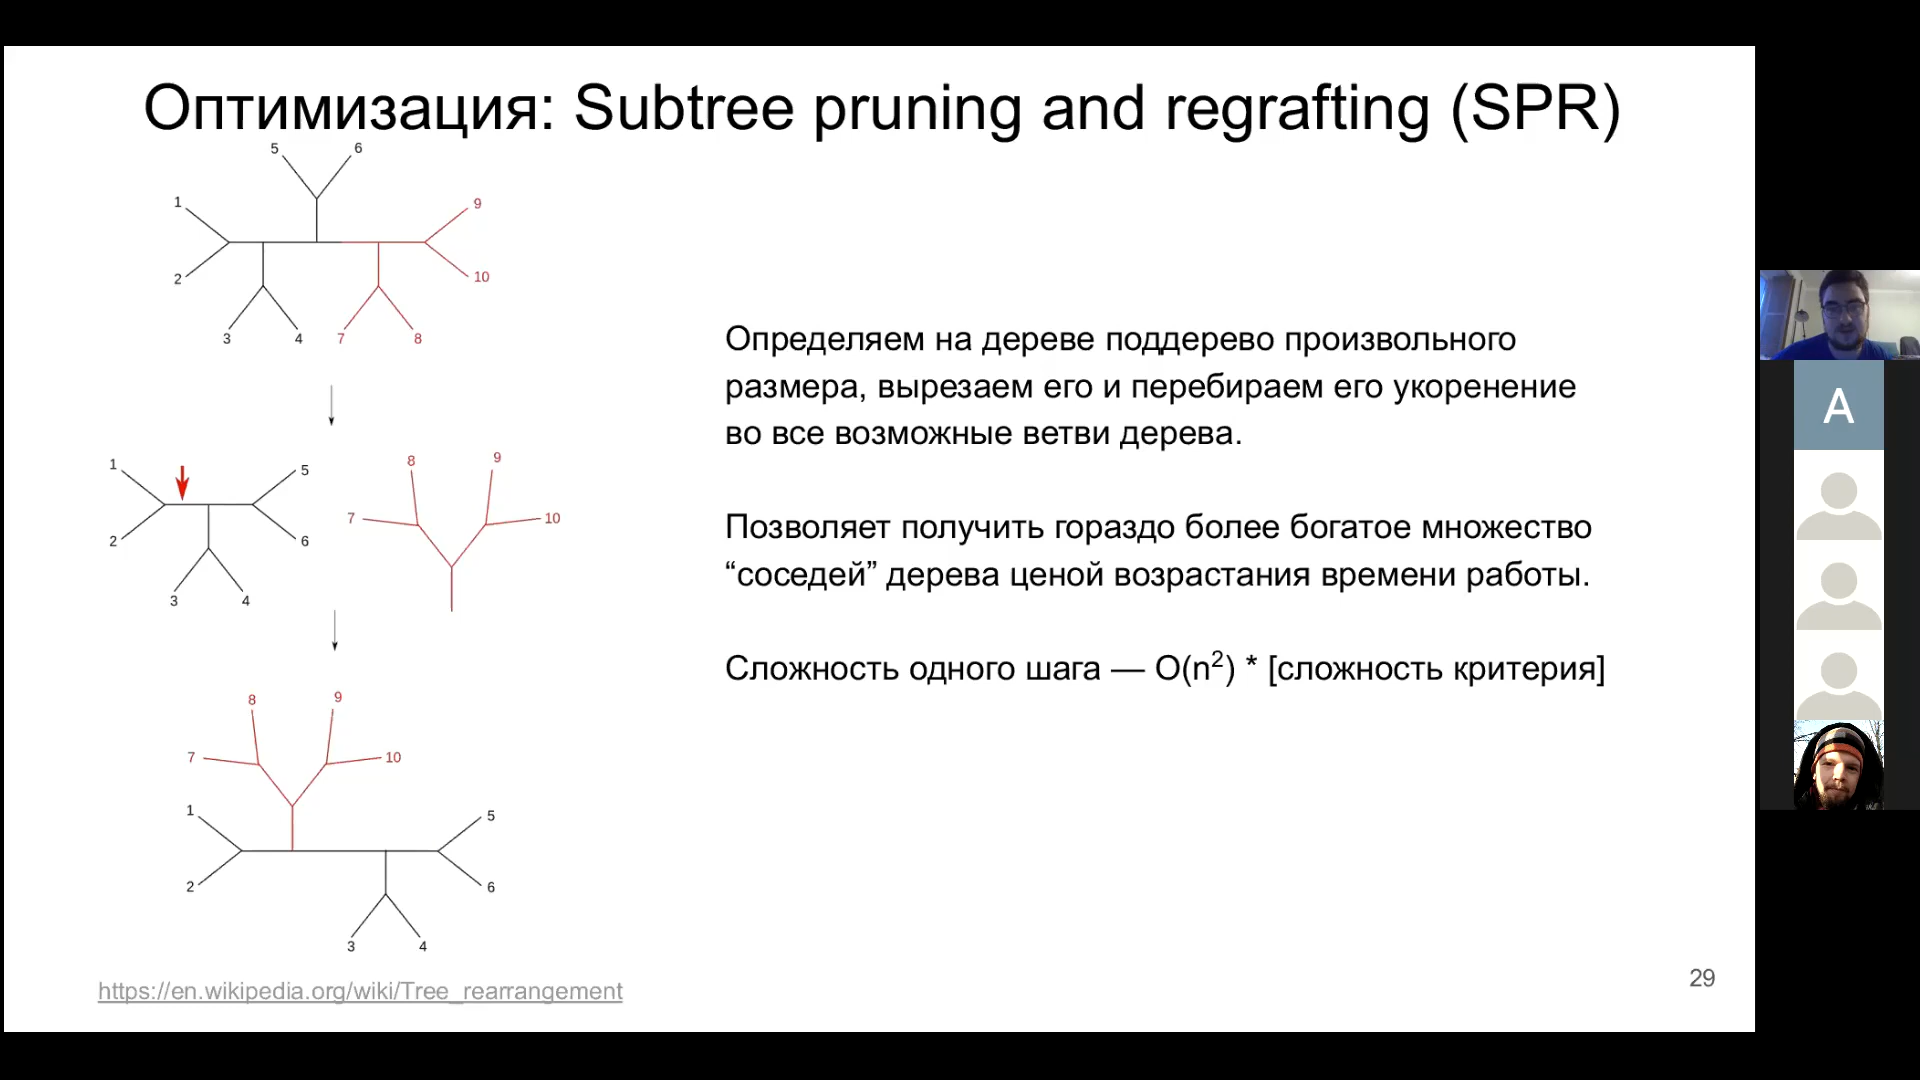 Оптимизация: Subtree pruning and regrafting (SPR)
5 6
1 9
2 10
3 4 7 8
1 5
2 6
3 4
8 9
7 10
8 9
7 10
1 5
2 6
3 4
Определяем на дереве поддерево произвольного
размера, вырезаем его и перебираем его укоренение
во все возможные ветви дерева.
Позволяет получить гораздо более богатое множество
“соседей” дерева ценой возрастания времени работы.
Сложность одного шага — O(n²) * [сложность критерия]
https://en.wikipedia.org/wiki/Tree_rearrangement
29
A